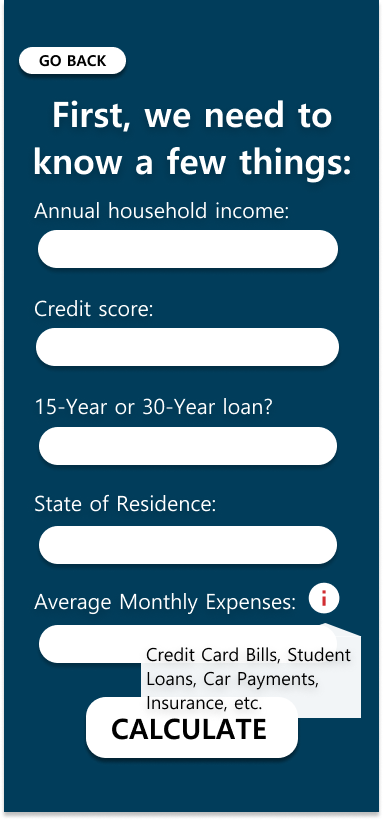 GO BACK
First, we need to
know a few things:
Annual household income:
Credit score:
15-Year or 30-Year loan?
State of Residence:
Average Monthly Expenses:
i
Credit Card Bills, Student
Loans, Car Payments,
Insurance, etc.
CALCULATE